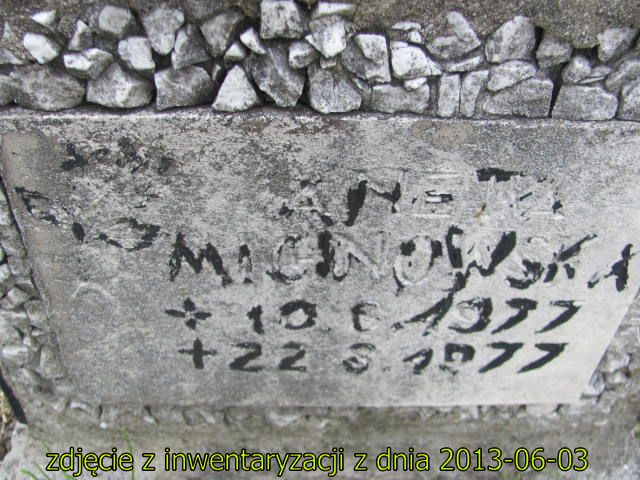 ANETA
MIGNOWSKA
10.6.1977
+ 22 8.1977
zdjęcie z inwentaryzacji z dnia 2013-06-03